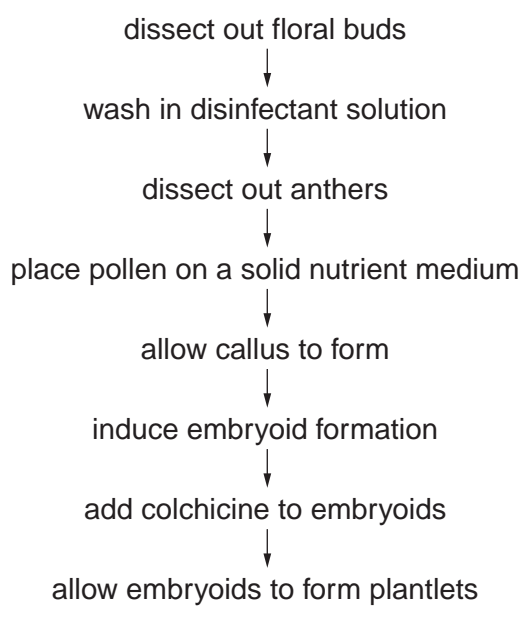 dissect out floral buds
wash in disinfectant solution
dissect out anthers
place pollen on a solid nutrient medium
allow callus to form
induce embryoid formation
add colchicine to embryoids
allow embryoids to form plantlets